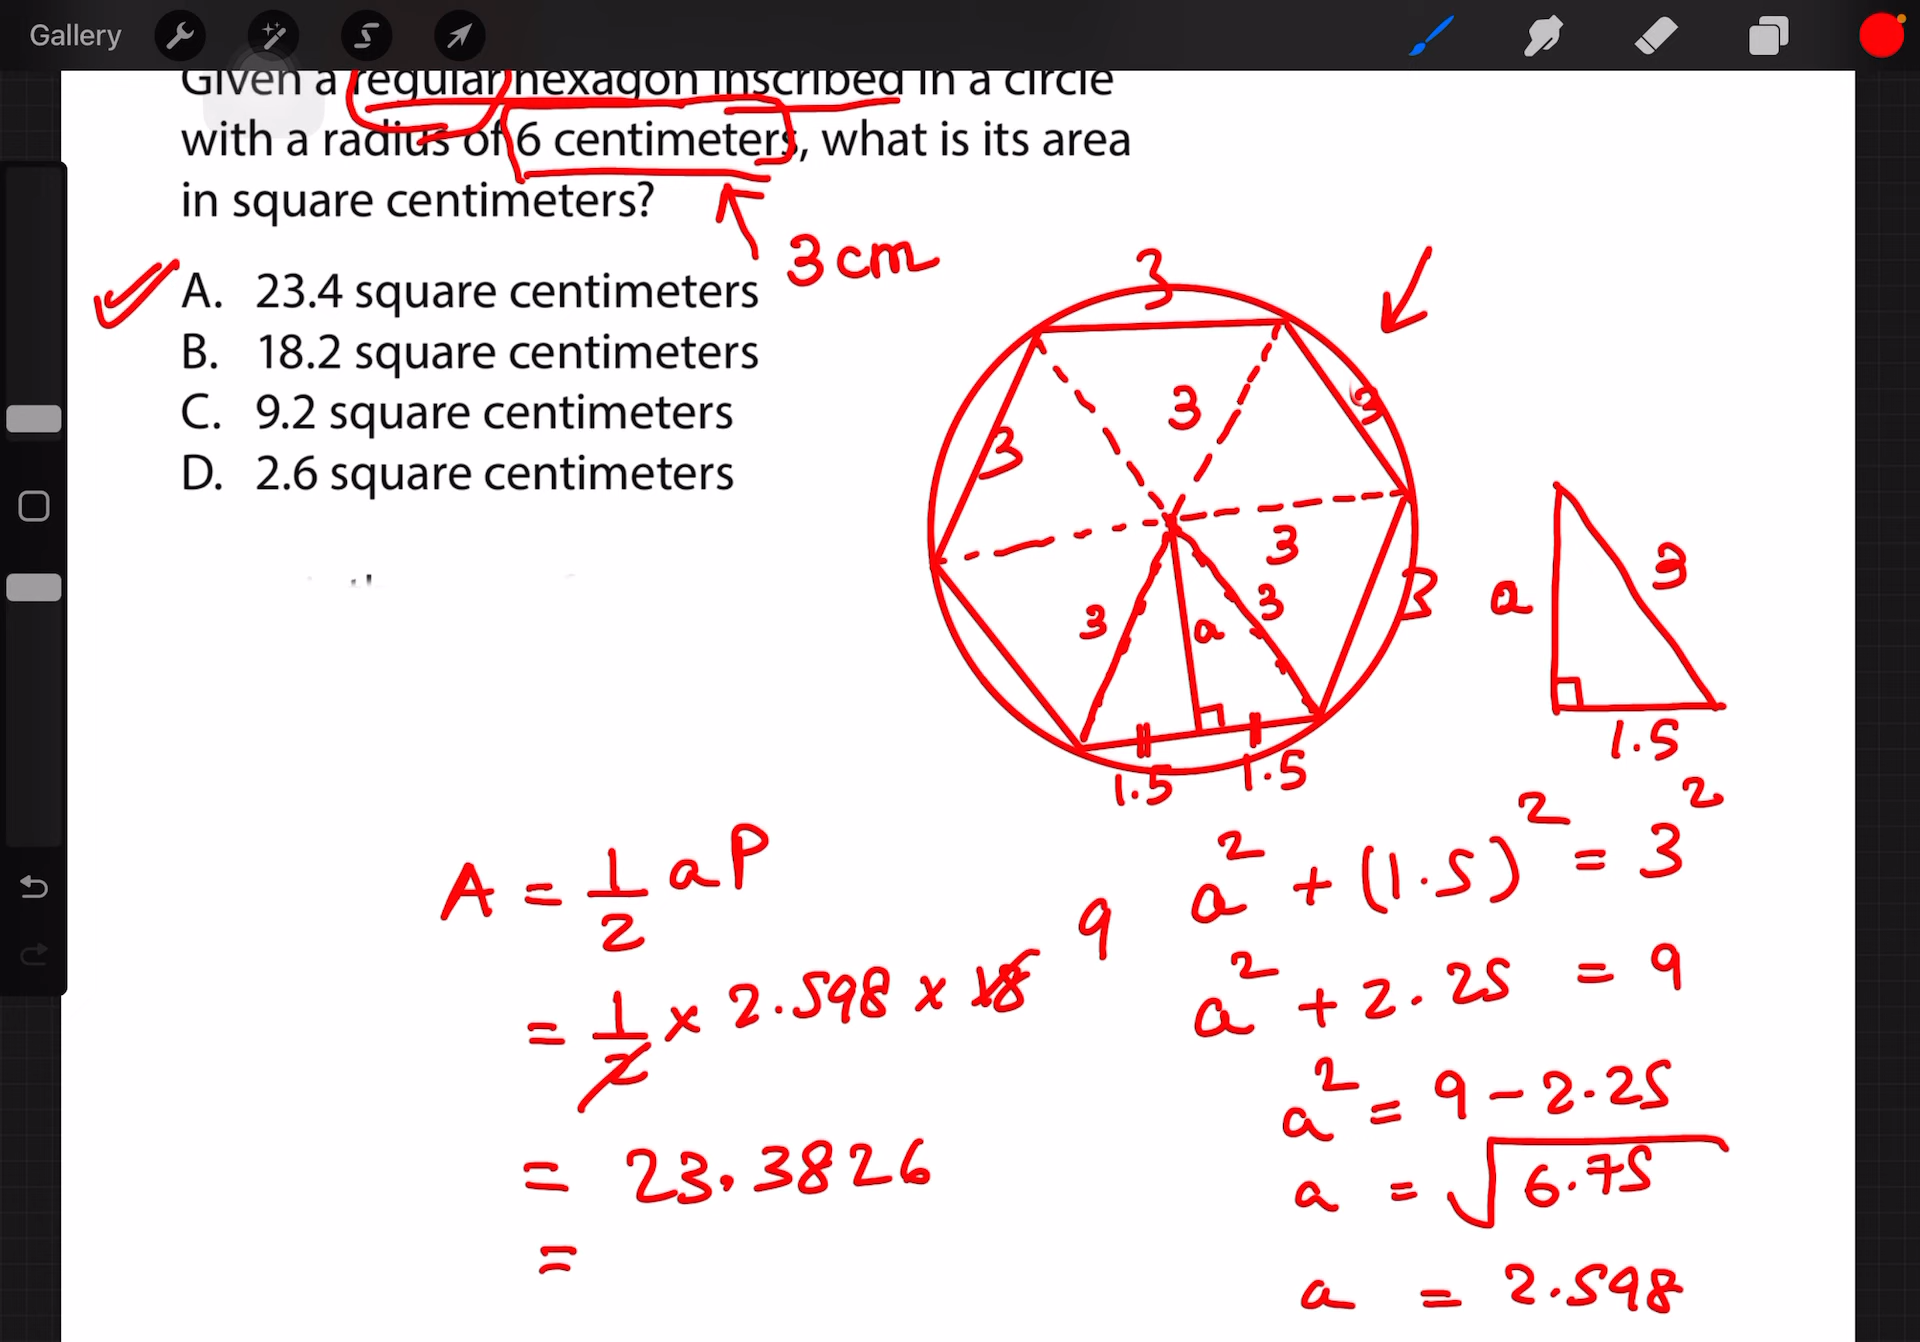 Gallery
Given a regular hexagon inscribed in a circle
with a radius of 6 centimeters, what is its area
in square centimeters?
3 cm
A. 23.4 square centimeters
B. 18.2 square centimeters
C. 9.2 square centimeters
D. 2.6 square centimeters
3
3
3
3
3
3
3
3
a
3
1.5
1.5
a
3
1.5
A = 1/2 aP
= 1/2 × 2.598 × 18 9
= 23.3826
=
a² + (1.5)² = 3²
a² + 2.25 = 9
a² = 9 - 2.25
a = √6.75
a = 2.598